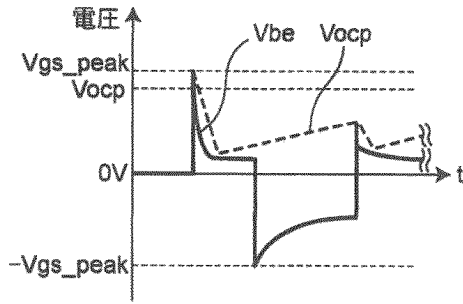 電圧
Vbe
Vocp
Vgs_peak
Vocp
0V
t
−Vgs_peak